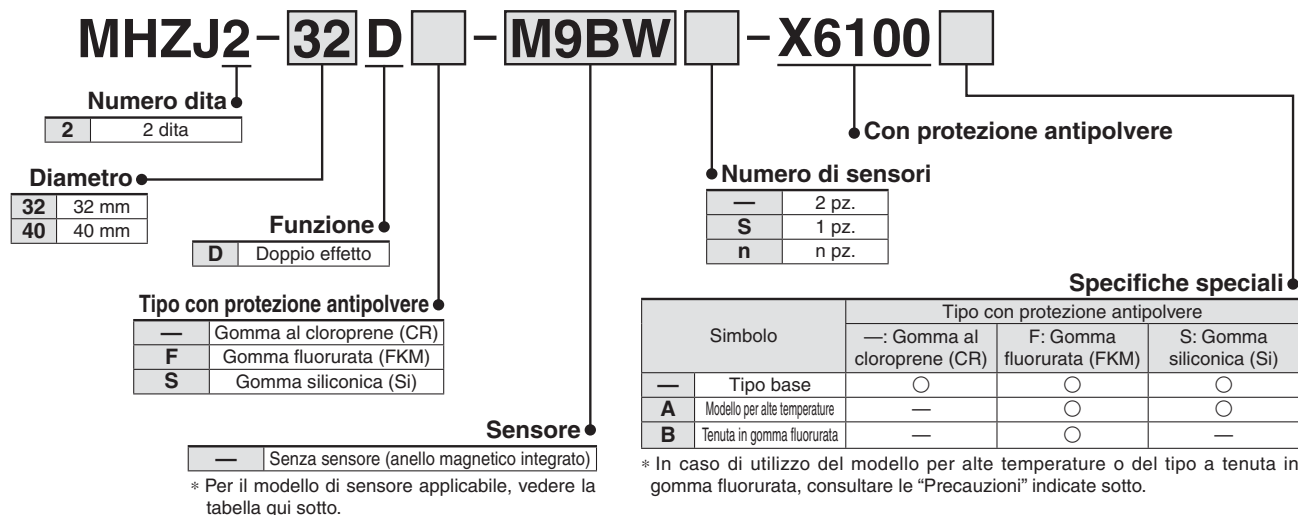 MHZJ2-32D -M9BW -X6100
Numero dita
2 2 dita
Diametro
32 32 mm
40 40 mm
Funzione
D Doppio effetto
Tipo con protezione antipolvere
— Gomma al cloroprene (CR)
F Gomma fluorurata (FKM)
S Gomma siliconica (Si)
Sensore
— Senza sensore (anello magnetico integrato)
* Per il modello di sensore applicabile, vedere la
tabella qui sotto.
Con protezione antipolvere
Numero di sensori
— 2 pz.
S 1 pz.
n n pz.
Specifiche speciali
Simbolo Tipo con protezione antipolvere
—: Gomma al F: Gomma S: Gomma
cloroprene (CR) fluorurata (FKM) siliconica (Si)
— Tipo base ○ ○ ○
A Modello per alte temperature — ○ ○
B Tenuta in gomma fluorurata — ○ —
* In caso di utilizzo del modello per alte temperature o del tipo a tenuta in
gomma fluorurata, consultare le “Precauzioni” indicate sotto.